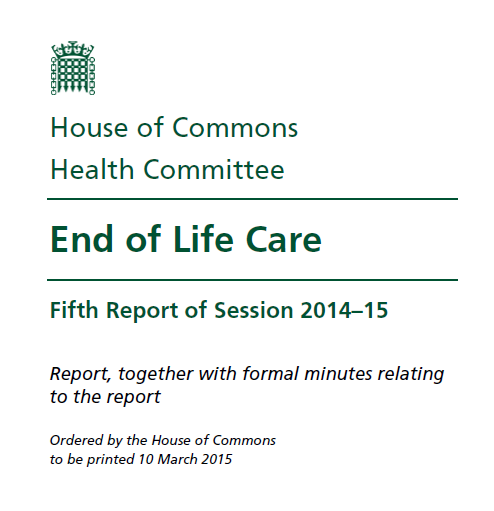 House of Commons
Health Committee
End of Life Care
Fifth Report of Session 2014–15
Report, together with formal minutes relating
to the report
Ordered by the House of Commons
to be printed 10 March 2015